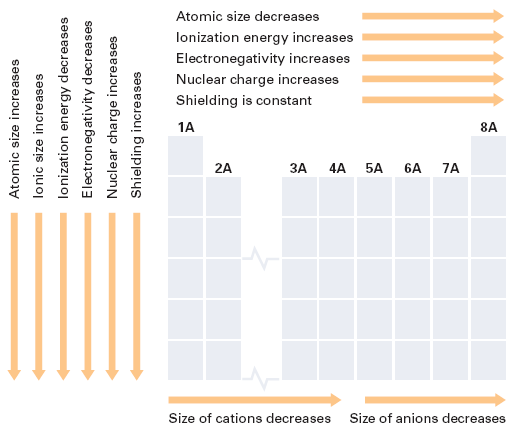 Atomic size decreases
Ionization energy increases
Electronegativity increases
Nuclear charge increases
Shielding is constant
Atomic size increases
Ionic size increases
Ionization energy decreases
Electronegativity decreases
Nuclear charge increases
Shielding increases
1A
8A
2A
3A
4A
5A
6A
7A
Size of cations decreases
Size of anions decreases